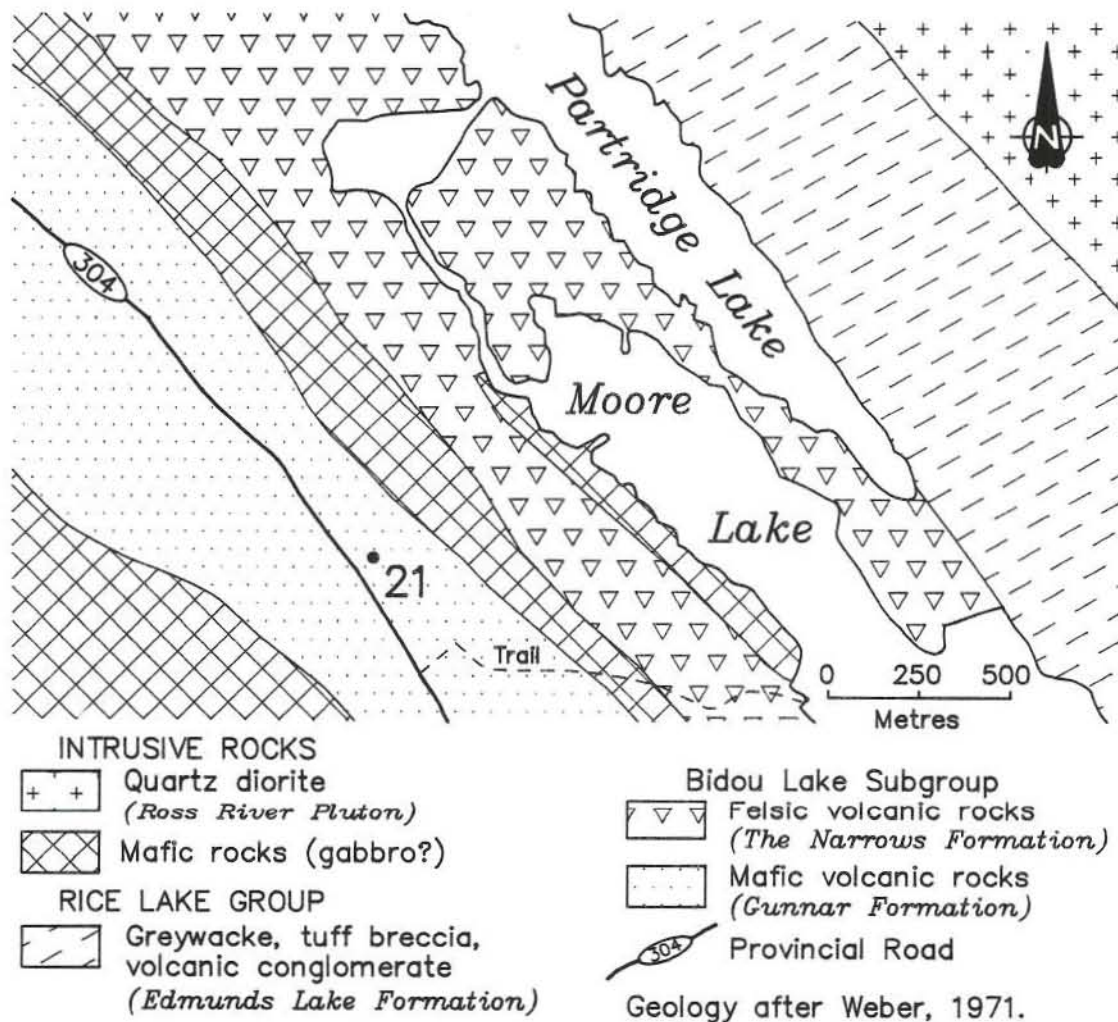 Partridge Lake
N
304
Moore
Lake
21
Trail
0 250 500
Metres
INTRUSIVE ROCKS
Quartz diorite
(Ross River Pluton)
Mafic rocks (gabbro?)
RICE LAKE GROUP
Greywacke, tuff breccia,
volcanic conglomerate
(Edmunds Lake Formation)
Bidou Lake Subgroup
Felsic volcanic rocks
(The Narrows Formation)
Mafic volcanic rocks
(Gunnar Formation)
304 Provincial Road
Geology after Weber, 1971.